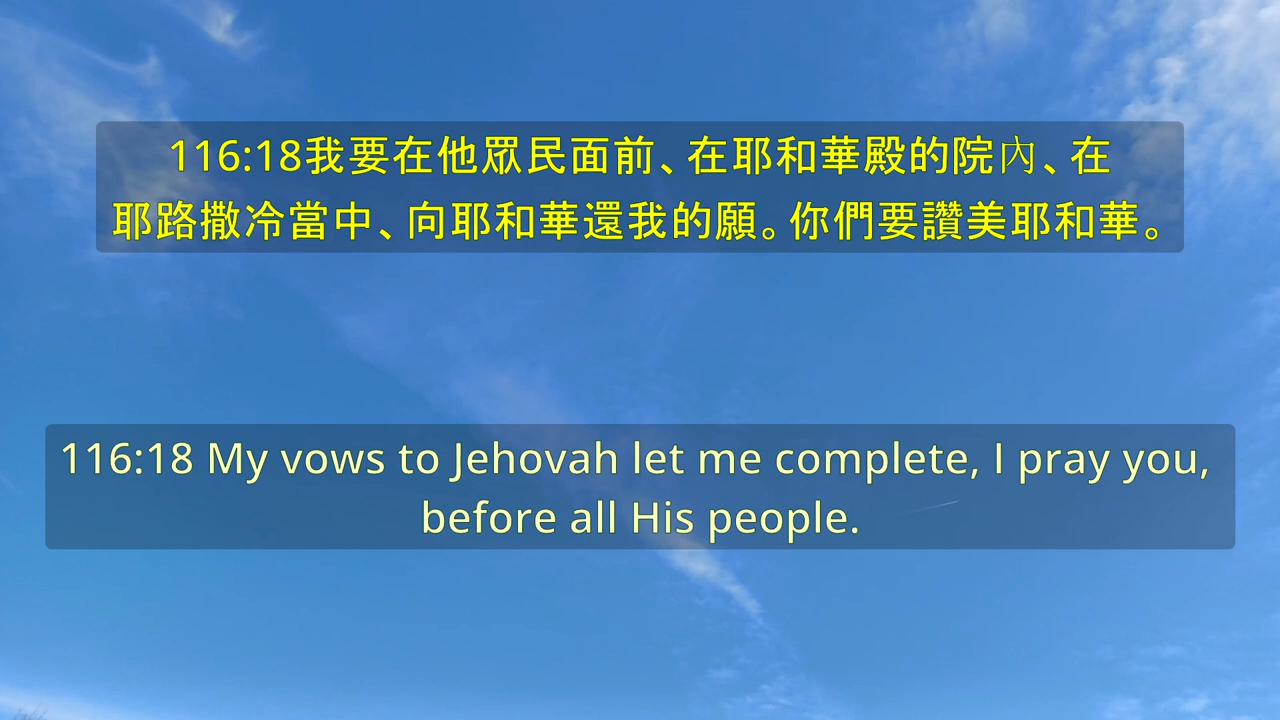 116:18我要在他眾民面前、在耶和華殿的院內、在
耶路撒冷當中、向耶和華還我的願。你們要讚美耶和華。
116:18 My vows to Jehovah let me complete, I pray you,
before all His people.